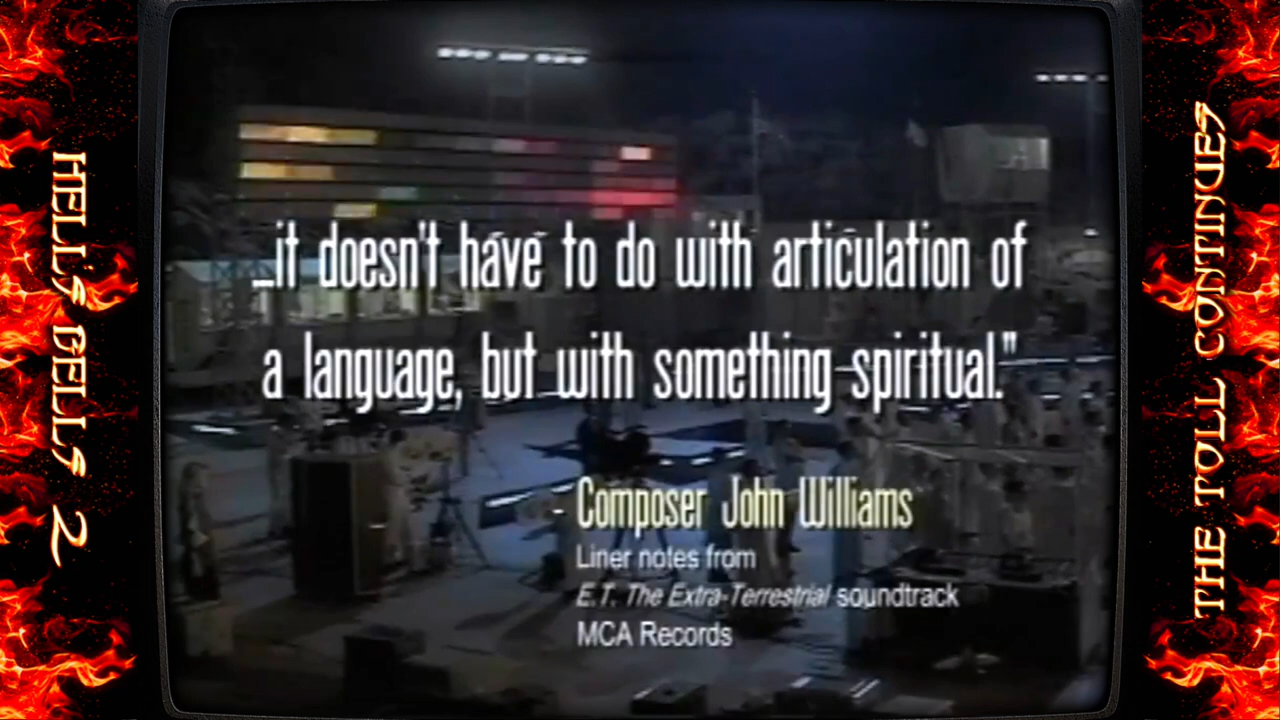 HELL'S BELLS 2
...it doesn't have to do with articulation of
a language, but with something spiritual."
- Composer John Williams
Liner notes from
E.T. The Extra-Terrestrial soundtrack
MCA Records
THE TOLL CONTINUES